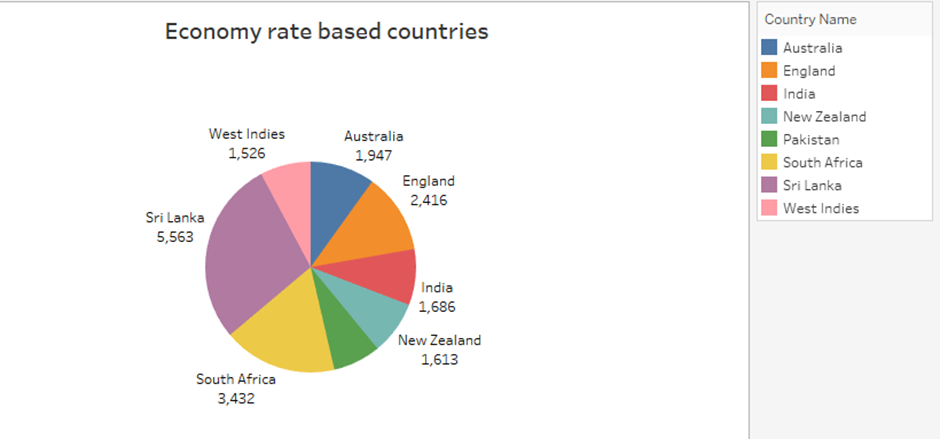 Economy rate based countries
West Indies
1,526
Australia
1,947
England
2,416
Sri Lanka
5,563
India
1,686
New Zealand
1,613
South Africa
3,432
Country Name
Australia
England
India
New Zealand
Pakistan
South Africa
Sri Lanka
West Indies